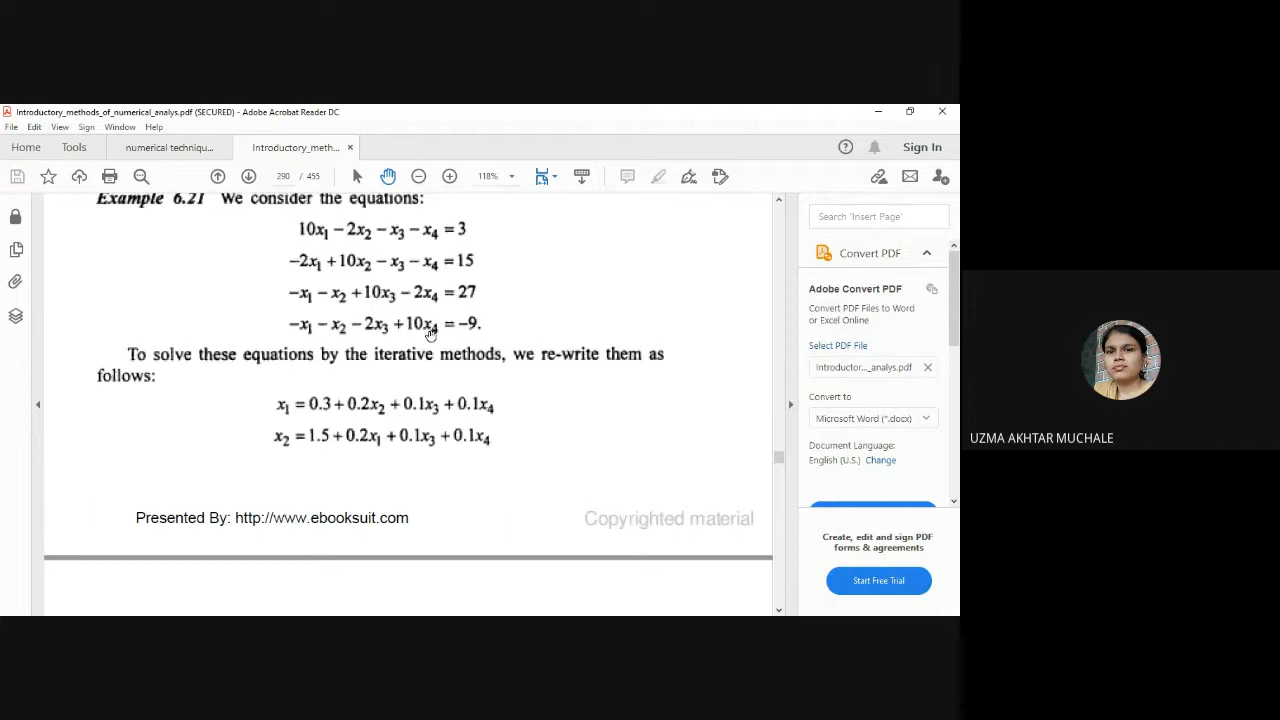 Introductory_methods_of_numerical_analys.pdf (SECURED) - Adobe Acrobat Reader DC
File Edit View Sign Window Help
Home Tools numerical techniqu... Introductory_meth... × Sign In
290 / 455 118%
Example 6.21 We consider the equations:
10x₁ − 2x₂ − x₃ − x₄ = 3
−2x₁ + 10x₂ − x₃ − x₄ = 15
−x₁ − x₂ + 10x₃ − 2x₄ = 27
−x₁ − x₂ − 2x₃ + 10x₄ = −9.
To solve these equations by the iterative methods, we re-write them as
follows:
x₁ = 0.3 + 0.2x₂ + 0.1x₃ + 0.1x₄
x₂ = 1.5 + 0.2x₁ + 0.1x₃ + 0.1x₄
Presented By: http://www.ebooksuit.com
Copyrighted material
Search 'Insert Page'
Convert PDF
Adobe Convert PDF
Convert PDF Files to Word
or Excel Online
Select PDF File
Introductor..._analys.pdf
Convert to
Microsoft Word (*.docx)
Document Language:
English (U.S.) Change
Create, edit and sign PDF
forms & agreements
Start Free Trial
UZMA AKHTAR MUCHALE